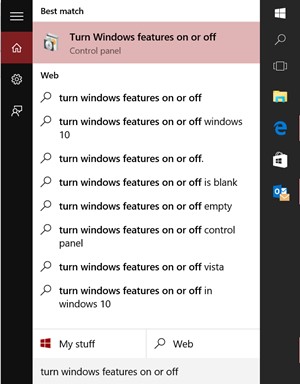 Best match
Turn Windows features on or off
Control panel
Web
turn windows features on or off
turn windows features on or off windows
10
turn windows features on or off.
turn windows features on or off is blank
turn windows features on or off empty
turn windows features on or off control
panel
turn windows features on or off vista
turn windows features on or off in
windows 10
My stuff
Web
turn windows features on or off